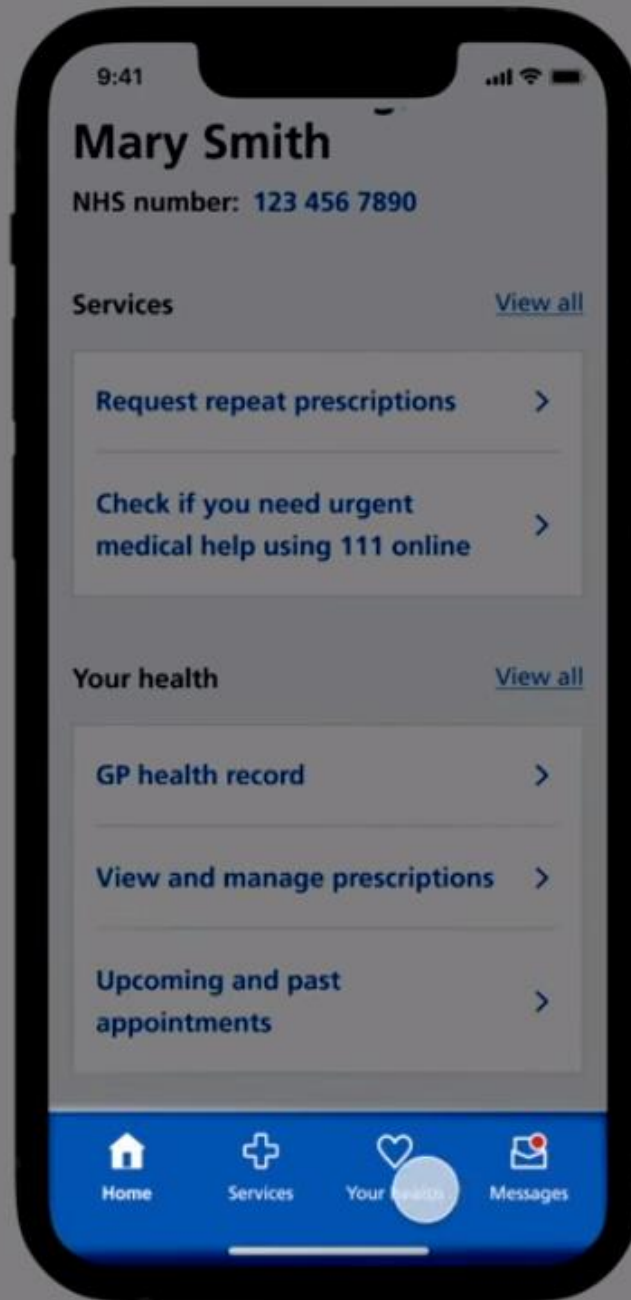 9:41
Mary Smith
NHS number: 123 456 7890
Services View all
Request repeat prescriptions
Check if you need urgent
medical help using 111 online
Your health View all
GP health record
View and manage prescriptions
Upcoming and past
appointments
Home Services Your health Messages